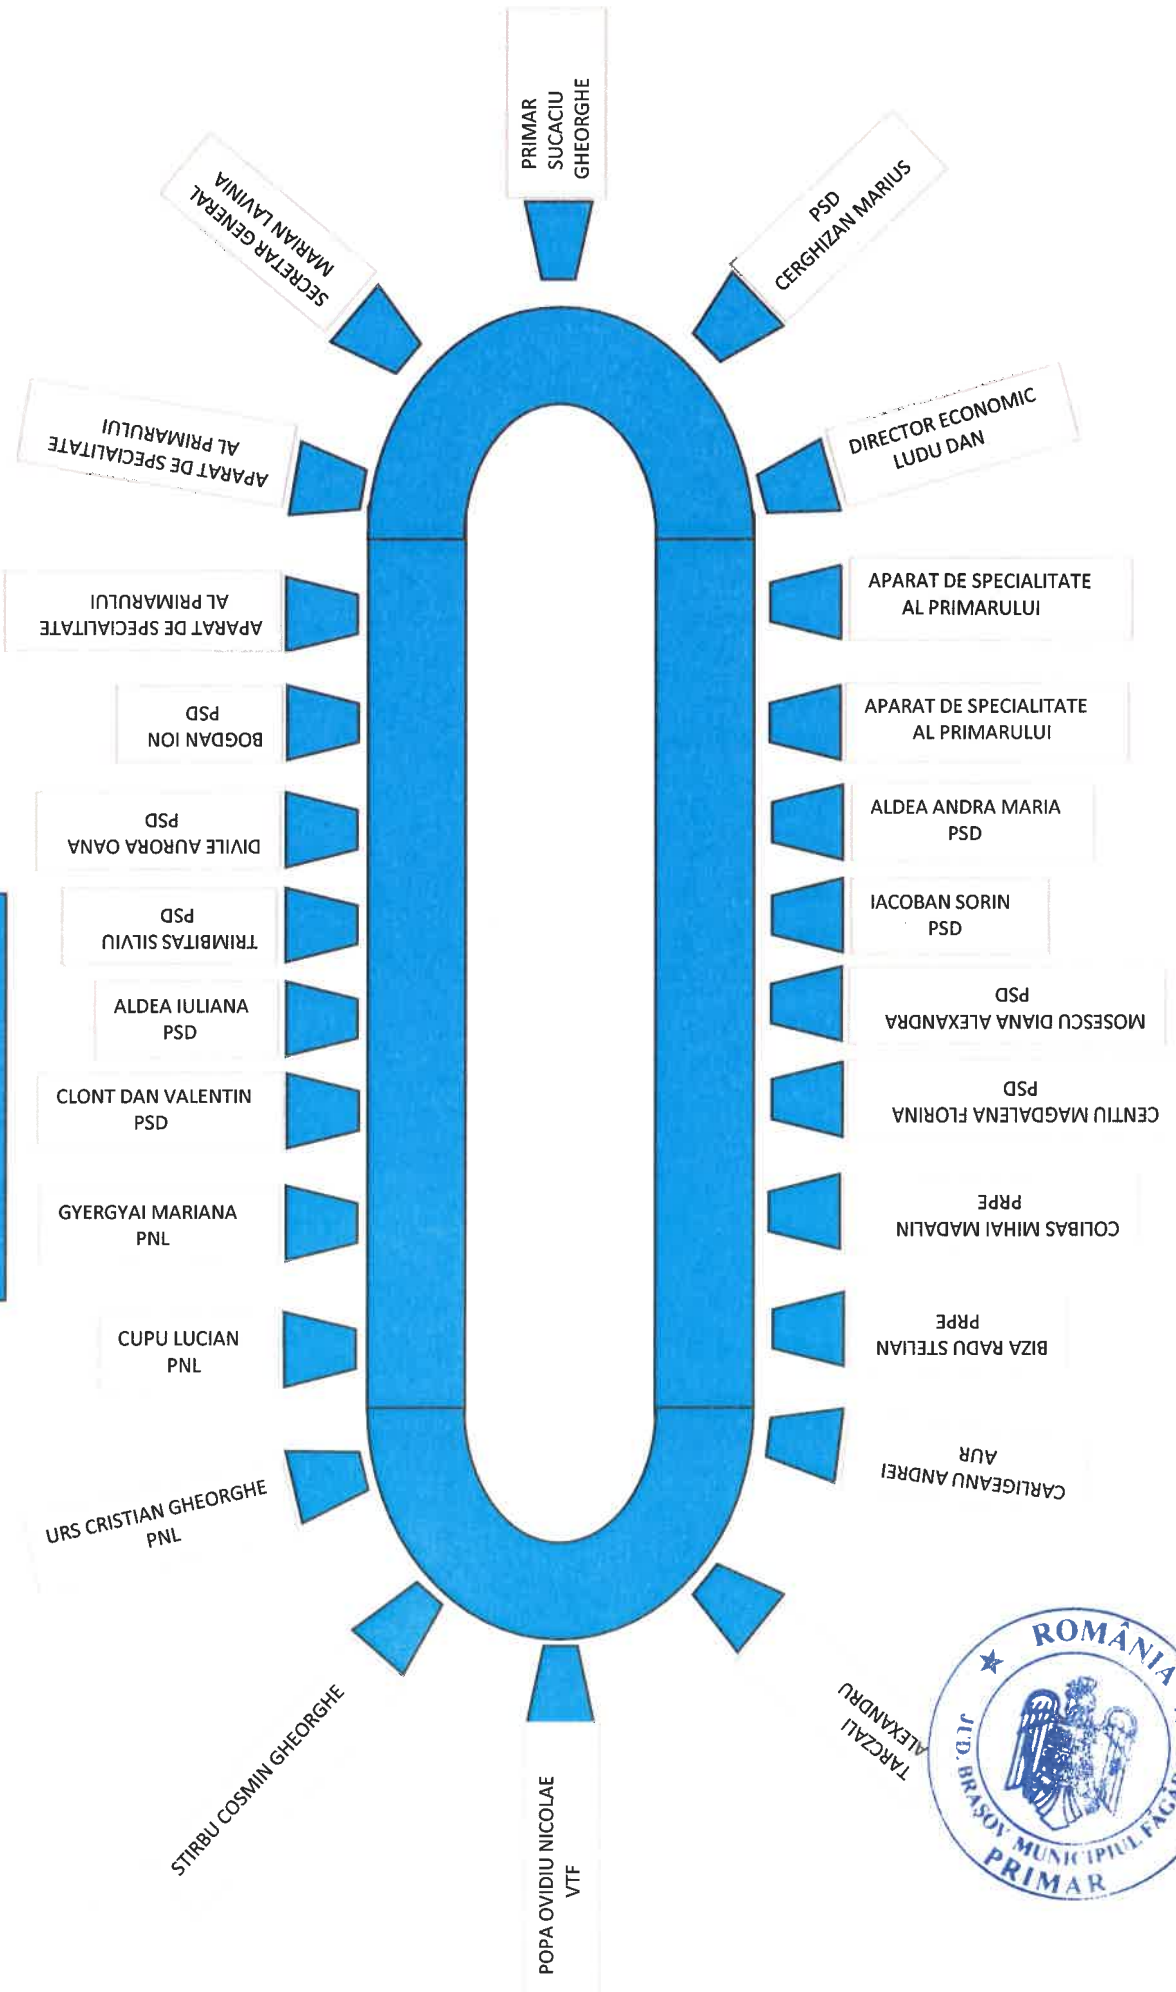 PRIMAR
SUCACIU
GHEORGHE
SECRETAR GENERAL
MARIAN LAVINIA
PSD
CERGHIZAN MARIUS
APARAT DE SPECIALITATE
AL PRIMARULUI
DIRECTOR ECONOMIC
LUDU DAN
APARAT DE SPECIALITATE
AL PRIMARULUI
APARAT DE SPECIALITATE
AL PRIMARULUI
BOGDAN ION
PSD
APARAT DE SPECIALITATE
AL PRIMARULUI
DIVILE AURORA OANA
PSD
ALDEA ANDRA MARIA
PSD
TRIMBITAS SILVIU
PSD
IACOBAN SORIN
PSD
ALDEA IULIANA
PSD
MOSESCU DIANA ALEXANDRA
PSD
CLONT DAN VALENTIN
PSD
CENTIU MAGDALENA FLORINA
PSD
GYERGYAI MARIANA
PNL
COLIBAS MIHAI MADALIN
PRPE
CUPU LUCIAN
PNL
BIZA RADU STELIAN
PRPE
URS CRISTIAN GHEORGHE
PNL
CARLIGEANU ANDREI
AUR
STIRBU COSMIN GHEORGHE
POPA OVIDIU NICOLAE
VTF
TARCZALI
ALEXANDRU
ROMÂNIA
JUD. BRAȘOV MUNICIPIUL
PRIMAR